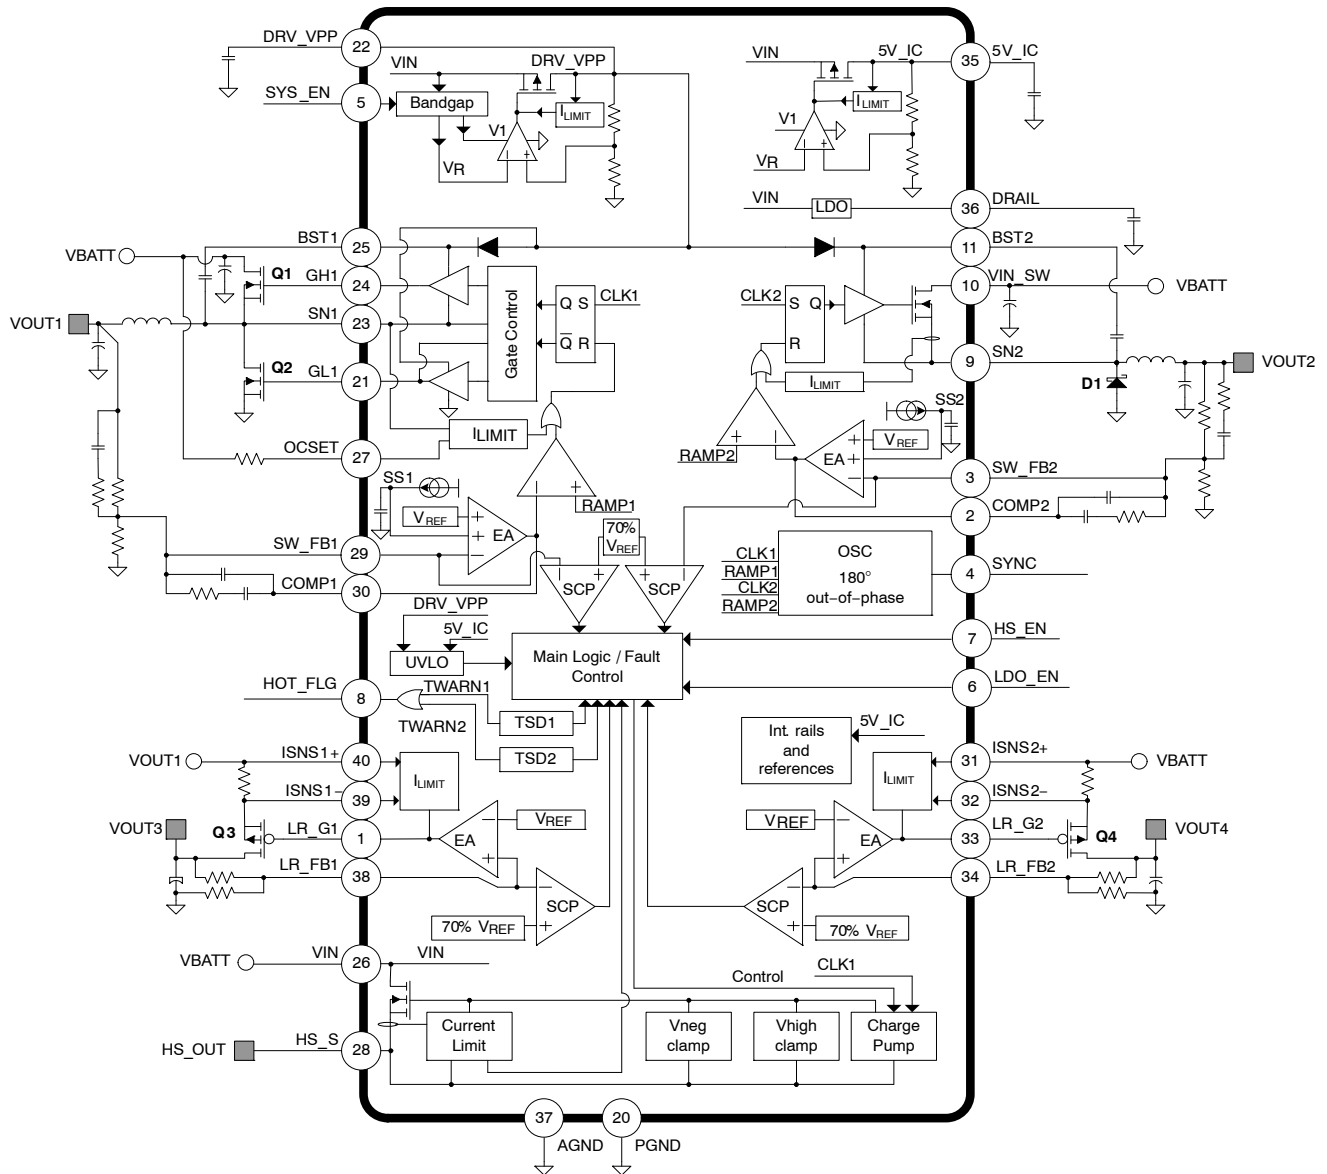 DRV_VPP
22
VIN
DRV_VPP
SYS_EN
5
Bandgap
ILIMIT
V1
VR
VIN
5V_IC
35
5V_IC
ILIMIT
V1
VR
VIN
LDO
36
DRAIL
VBATT
BST1
25
11
BST2
Q1
GH1
24
Gate Control
Q S
CLK1
Q̅ R
CLK2
S Q
R
10
VIN_SW
VBATT
VOUT1
SN1
23
9
SN2
VOUT2
Q2
GL1
21
ILIMIT
D1
OCSET
27
ILIMIT
RAMP1
RAMP2
SS2
VREF
EA
3
SW_FB2
2
COMP2
SS1
VREF
EA
SW_FB1
29
COMP1
30
70%
VREF
SCP
SCP
CLK1
RAMP1
CLK2
RAMP2
OSC
180°
out-of-phase
4
SYNC
DRV_VPP
5V_IC
UVLO
Main Logic / Fault
Control
7
HS_EN
6
LDO_EN
HOT_FLG
8
TWARN1
TWARN2
TSD1
TSD2
Int. rails
and
references
5V_IC
VOUT1
ISNS1+
40
ISNS1−
39
ILIMIT
ILIMIT
31
ISNS2+
VBATT
32
ISNS2−
VOUT3
Q3
LR_G1
1
EA
VREF
VREF
EA
33
LR_G2
Q4
VOUT4
LR_FB1
38
34
LR_FB2
SCP
70% VREF
SCP
70% VREF
VBATT
VIN
26
VIN
Control
CLK1
HS_OUT
HS_S
28
Current
Limit
Vneg
clamp
Vhigh
clamp
Charge
Pump
37
AGND
20
PGND